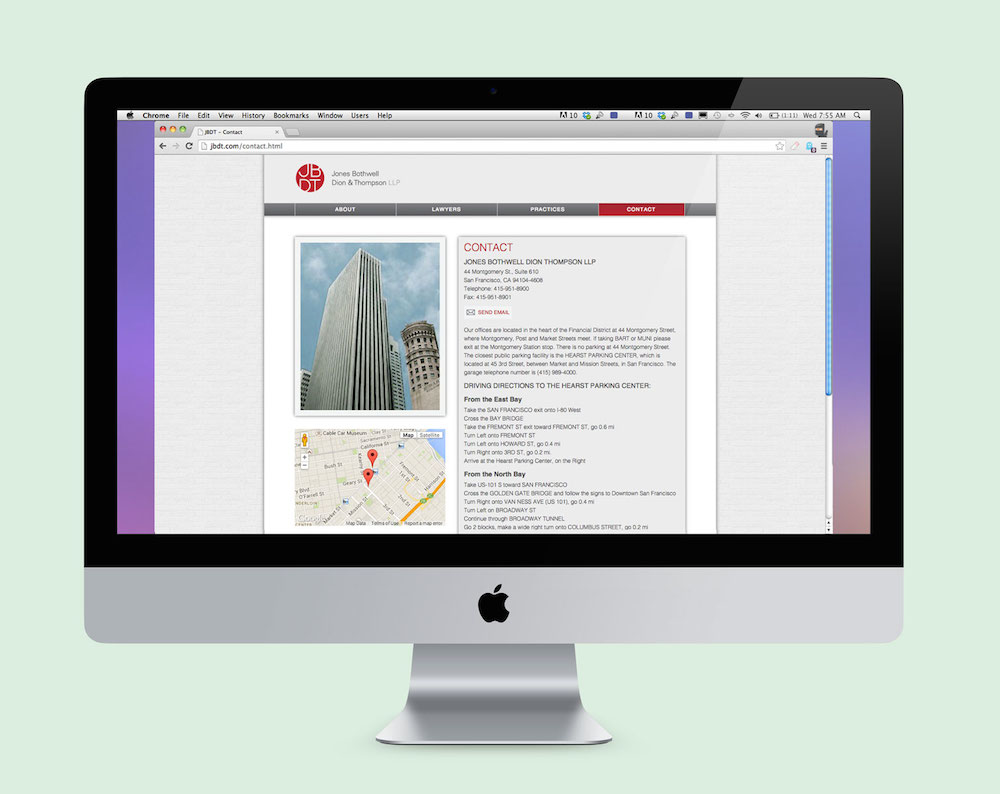 Chrome File Edit View History Bookmarks Window Users Help
10 10 (1:11) Wed 7:55 AM
JBDT – Contact
jbdt.com/contact.html
JB
DT
Jones Bothwell
Dion & Thompson LLP
ABOUT LAWYERS PRACTICES CONTACT
CONTACT
JONES BOTHWELL DION THOMPSON LLP
44 Montgomery St., Suite 610
San Francisco, CA 94104-4608
Telephone: 415-951-8900
Fax: 415-951-8901
SEND EMAIL
Our offices are located in the heart of the Financial District at 44 Montgomery Street,
where Montgomery, Post and Market Streets meet. If taking BART or MUNI please
exit at the Montgomery Station stop. There is no parking at 44 Montgomery Street.
The closest public parking facility is the HEARST PARKING CENTER, which is
located at 45 3rd Street, between Market and Mission Streets, in San Francisco. The
garage telephone number is (415) 989-4000.
DRIVING DIRECTIONS TO THE HEARST PARKING CENTER:
From the East Bay
Take the SAN FRANCISCO exit onto I-80 West
Cross the BAY BRIDGE
Take the FREMONT ST exit toward FREMONT ST, go 0.6 mi
Turn Left onto FREMONT ST
Turn Left onto HOWARD ST, go 0.4 mi
Turn Right onto 3RD ST, go 0.2 mi.
Arrive at the Hearst Parking Center, on the Right
From the North Bay
Take US-101 S toward SAN FRANCISCO
Cross the GOLDEN GATE BRIDGE and follow the signs to Downtown San Francisco
Turn Right onto VAN NESS AVE (US 101), go 0.4 mi
Turn Left on BROADWAY ST
Continue through BROADWAY TUNNEL
Go 2 blocks, make a wide right turn onto COLUMBUS STREET, go 0.2 mi
Cable Car Museum
Map Satellite
Sacramento St
California St
Bush St
Kearny St
Geary St
Fremont St
1st St
2nd St
Harrison St
O'Farrell St
Market St
Mission St
Google
Map Data Terms of Use Report a map error